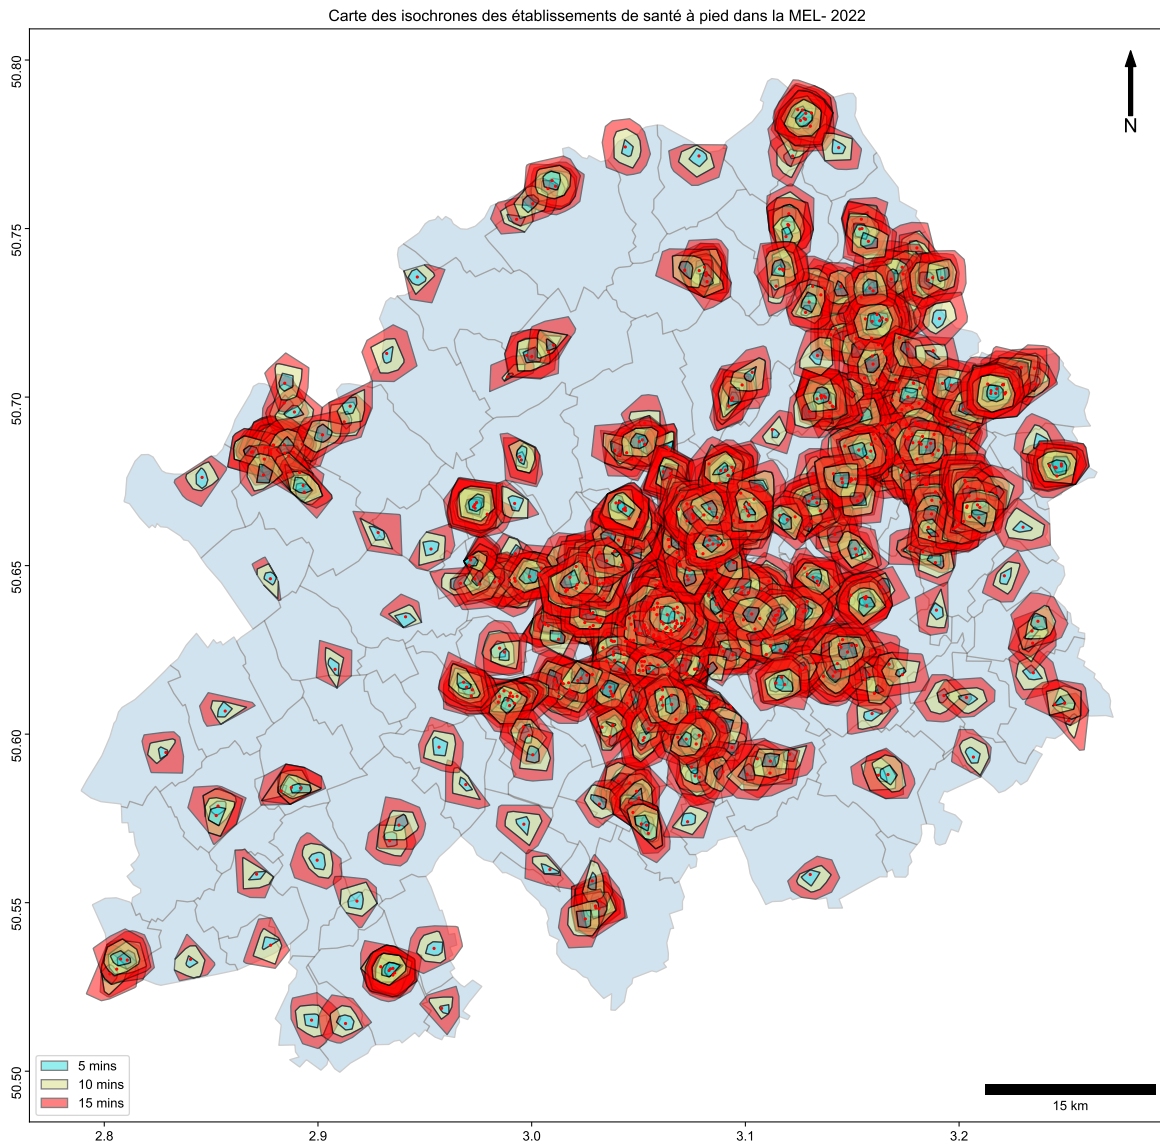 Carte des isochrones des établissements de santé à pied dans la MEL- 2022
50.80
N
50.75
50.70
50.65
50.60
50.55
50.50
5 mins
10 mins
15 mins
15 km
2.8 2.9 3.0 3.1 3.2